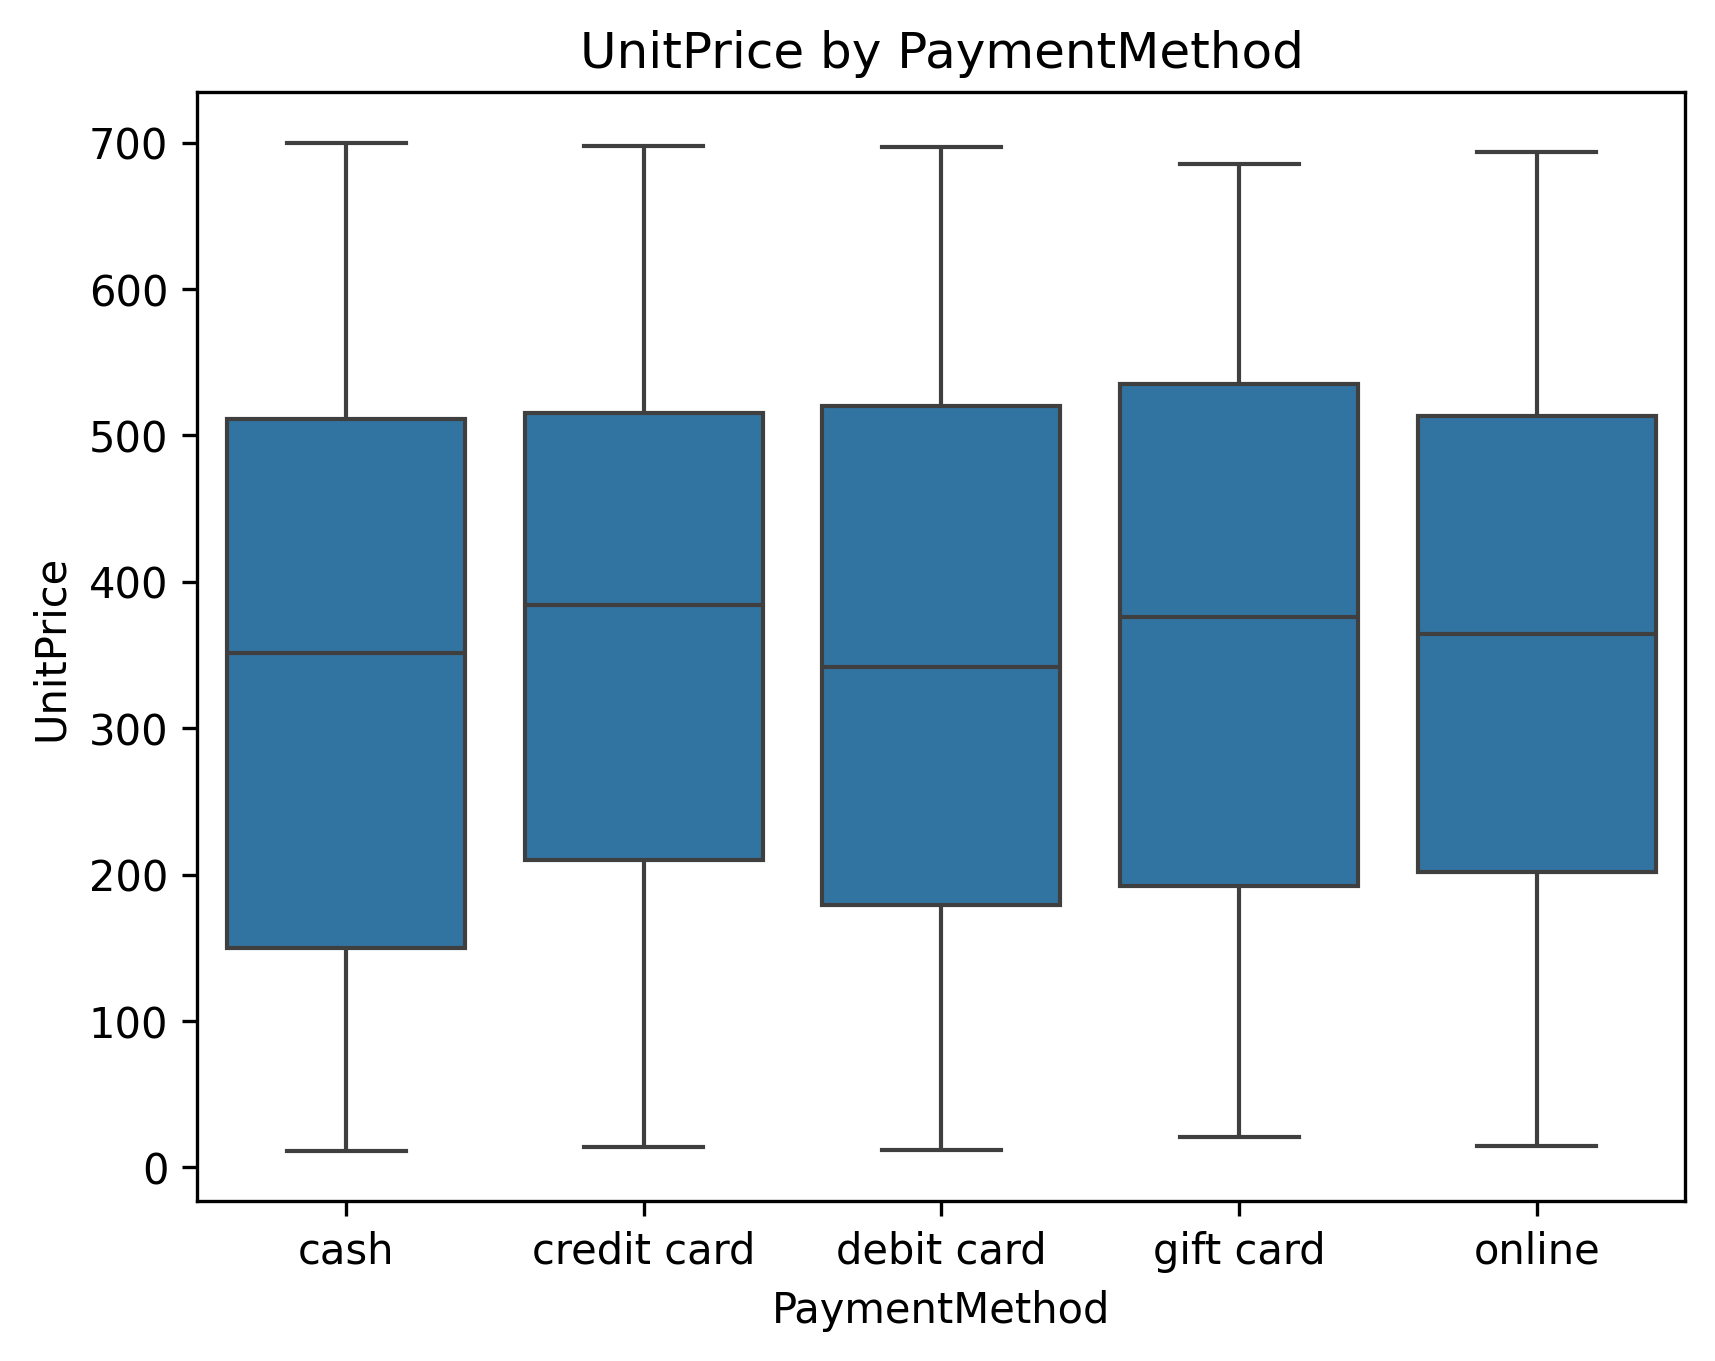 UnitPrice by PaymentMethod
700
600
500
400
300
200
100
0
UnitPrice
cash
credit card
debit card
gift card
online
PaymentMethod